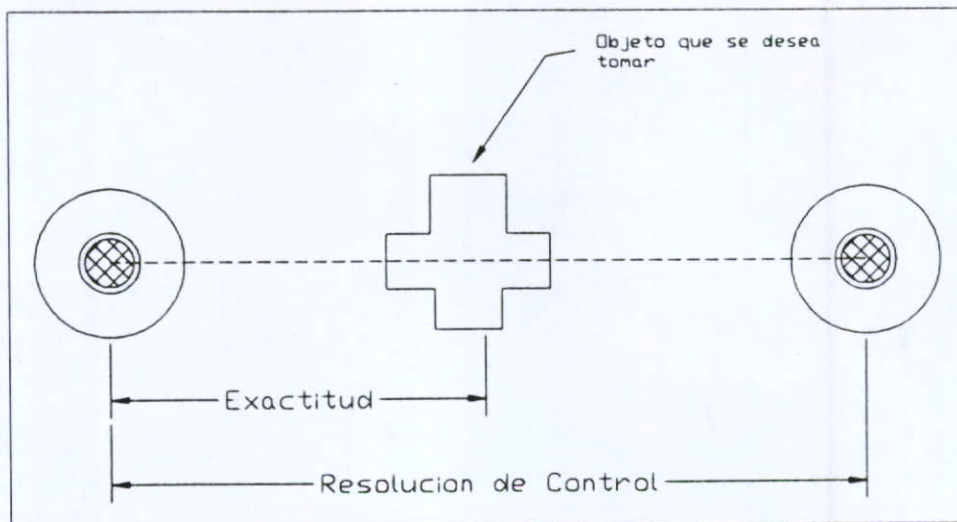 Objeto que se desea
tomar
Exactitud
Resolucion de Control